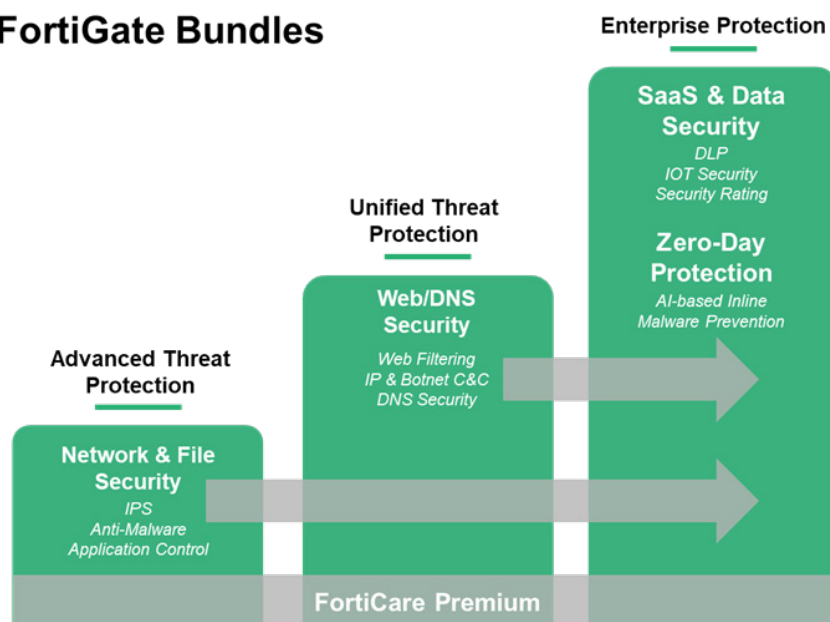 FortiGate Bundles
Enterprise Protection
SaaS & Data
Security
DLP
IOT Security
Security Rating
Zero-Day
Protection
AI-based Inline
Malware Prevention
Unified Threat
Protection
Web/DNS
Security
Web Filtering
IP & Botnet C&C
DNS Security
Advanced Threat
Protection
Network & File
Security
IPS
Anti-Malware
Application Control
FortiCare Premium